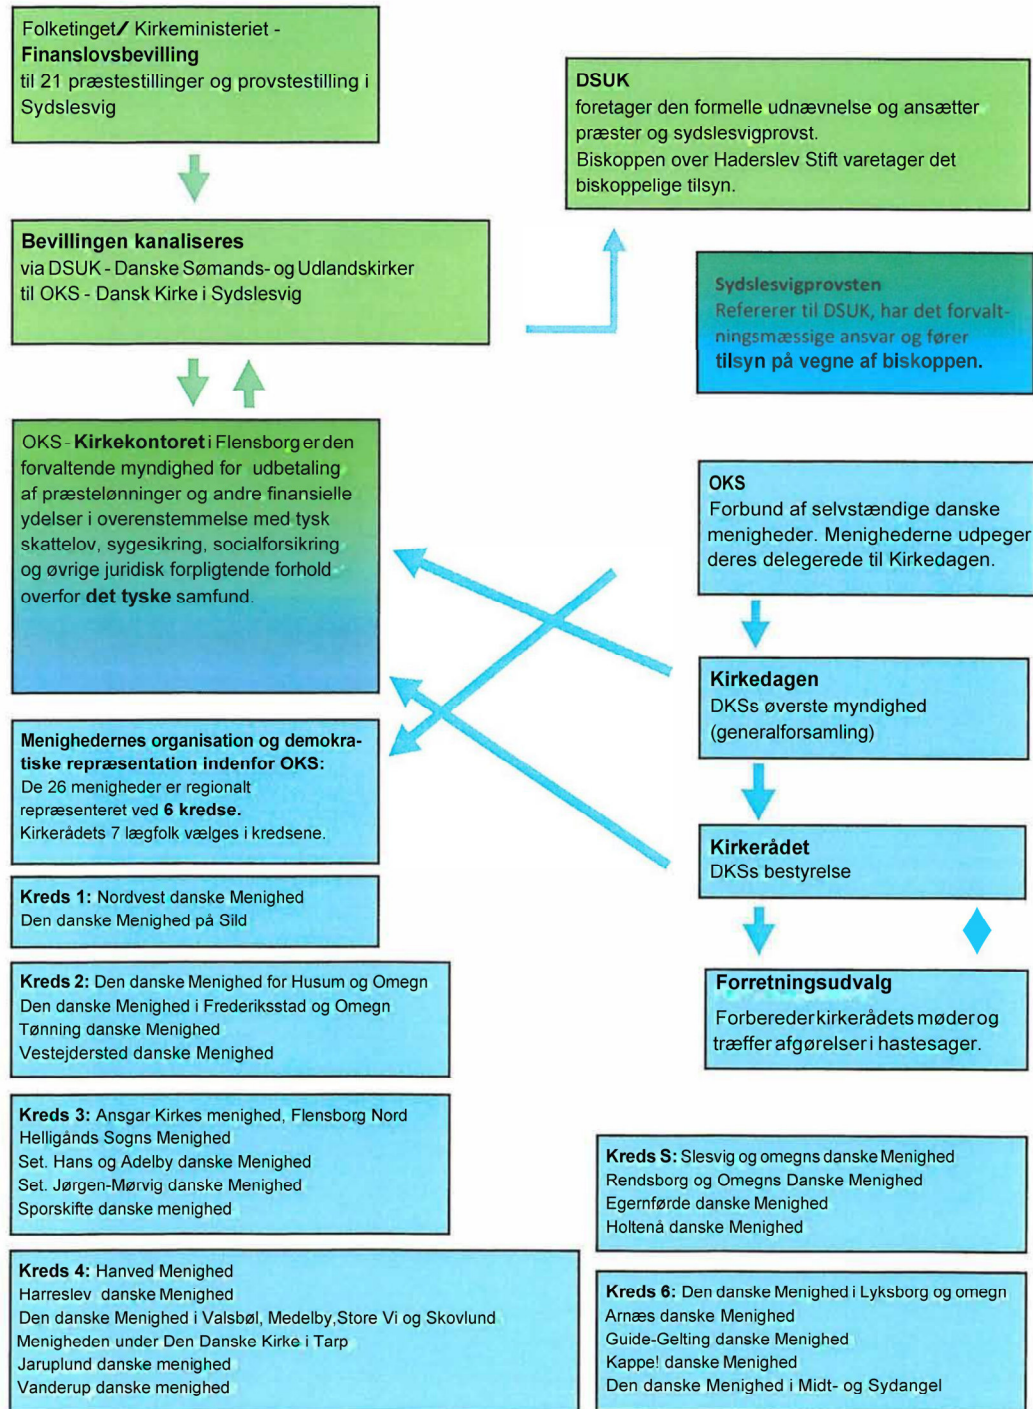 Folketinget/ Kirkeministeriet -
Finanslovsbevilling
til 21 præstestillinger og provstestilling i
Sydslesvig
DSUK
foretager den formelle udnævnelse og ansætter
præster og sydslesvigprovst.
Biskoppen over Haderslev Stift varetager det
biskoppelige tilsyn.
Bevillingen kanaliseres
via DSUK - Danske Sømands- og Udlandskirker
til OKS - Dansk Kirke i Sydslesvig
Sydslesvigprovsten
Refererer til DSUK, har det forvalt-
ningsmæssige ansvar og fører
tilsyn på vegne af biskoppen.
OKS - Kirkekontoret i Flensborg er den
forvaltende myndighed for udbetaling
af præstelønninger og andre finansielle
ydelser i overenstemmelse med tysk
skattelov, sygesikring, socialforsikring
og øvrige juridisk forpligtende forhold
overfor det tyske samfund.
OKS
Forbund af selvstændige danske
menigheder. Menighederne udpeger
deres delegerede til Kirkedagen.
Kirkedagen
DKSs øverste myndighed
(generalforsamling)
Menighedernes organisation og demokra-
tiske repræsentation indenfor OKS:
De 26 menigheder er regionalt
repræsenteret ved 6 kredse.
Kirkerådets 7 lægfolk vælges i kredsene.
Kirkerådet
DKSs bestyrelse
Kreds 1: Nordvest danske Menighed
Den danske Menighed på Sild
Forretningsudvalg
Forbereder kirkerådets møder og
træffer afgørelser i hastesager.
Kreds 2: Den danske Menighed for Husum og Omegn
Den danske Menighed i Frederiksstad og Omegn
Tønning danske Menighed
Vestejdersted danske Menighed
Kreds 3: Ansgar Kirkes menighed, Flensborg Nord
Helligånds Sogns Menighed
Set. Hans og Adelby danske Menighed
Set. Jørgen-Mørvig danske Menighed
Sporskifte danske menighed
Kreds 4: Hanved Menighed
Harreslev danske Menighed
Den danske Menighed i Valsbøl, Medelby,Store Vi og Skovlund
Menigheden under Den Danske Kirke i Tarp
Jaruplund danske menighed
Vanderup danske menighed
Kreds S: Slesvig og omegns danske Menighed
Rendsborg og Omegns Danske Menighed
Egernførde danske Menighed
Holtenå danske Menighed
Kreds 6: Den danske Menighed i Lyksborg og omegn
Arnæs danske Menighed
Guide-Gelting danske Menighed
Kappe! danske Menighed
Den danske Menighed i Midt- og Sydangel